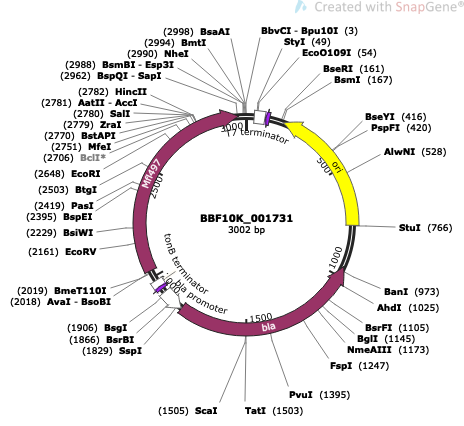 Created with SnapGene®
(2998) BsaAI
(2994) BmtI
(2990) NheI
(2988) BsmBI - Esp3I
(2962) BspQI - SapI
(2782) HincII
(2781) AatII - AccI
(2780) SalI
(2779) ZraI
(2770) BstAPI
(2751) MfeI
(2706) BclI*
(2648) EcoRI
(2503) BtgI
(2419) PasI
(2395) BspEI
(2229) BsiWI
(2161) EcoRV
(2019) BmeT110I
(2018) AvaI - BsoBI
(1906) BsgI
(1866) BsrBI
(1829) SspI
(1505) ScaI
TatI (1503)
PvuI (1395)
FspI (1247)
NmeAIII (1173)
BglI (1145)
BsrFI (1105)
AhdI (1025)
BanI (973)
StuI (766)
AlwNI (528)
PspFI (420)
BseYI (416)
BsmI (167)
BseRI (161)
EcoO109I (54)
StyI (49)
BbvCI - Bpu10I (3)
T7 terminator
ori
bla
bla promoter
tonB terminator
Mfl497
500
1000
1500
2500
3000
BBF10K_001731
3002 bp